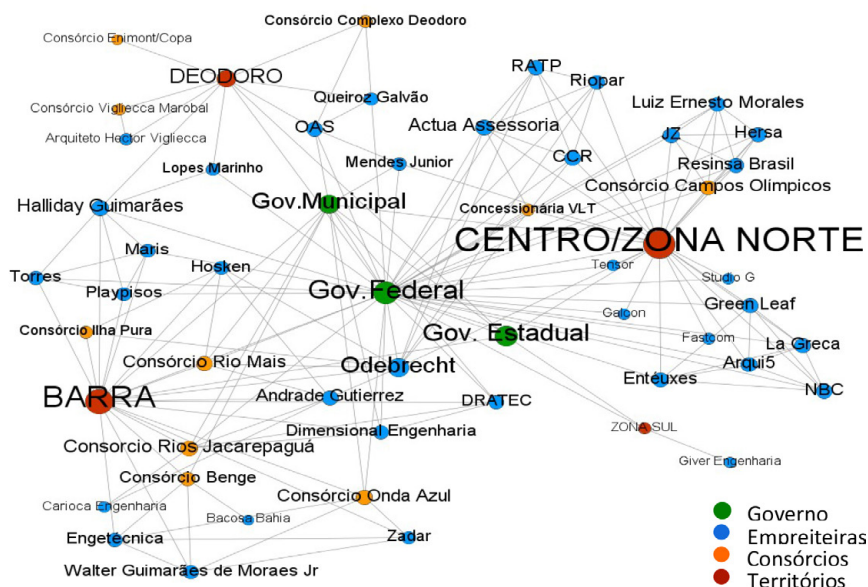 Consórcio Complexo Deodoro
Consórcio Enimont/Copa
RATP
DEODORO
Riopar
Queiroz Galvão
Luiz Ernesto Morales
Consórcio Vigliecca Marobal
OAS
Actua Assessoria
JZ
Hersa
Arquiteto Hector Vigliecca
Lopes Marinho
Mendes Junior
CCR
Resinsa Brasil
Consórcio Campos Olímpicos
Gov.Municipal
Halliday Guimarães
Concessionária VLT
CENTRO/ZONA NORTE
Maris
Hosken
Tensor
Torres
Playpisos
Gov.Federal
Studio G
Green Leaf
Galcon
Consórcio Ilha Pura
Gov. Estadual
Fastcom
La Greca
Consórcio Rio Mais
Odebrecht
Arqui5
Enteuxes
NBC
BARRA
Andrade Gutierrez
DRATEC
Dimensional Engenharia
ZONA SUL
Consorcio Rios Jacarepaguá
Giver Engenharia
Consórcio Benge
Consórcio Onda Azul
Carioca Engenharia
Bacosa Bahia
Engetecnica
Zadar
Walter Guimarães de Moraes Jr
Governo
Empreiteiras
Consórcios
Territórios